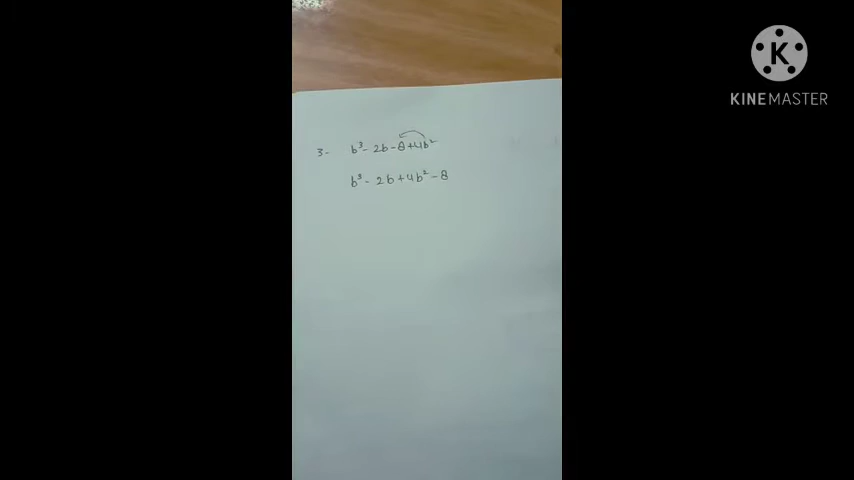 KINEMASTER
3- b³- 2b - 8 + 4b²
b³- 2b + 4b² - 8